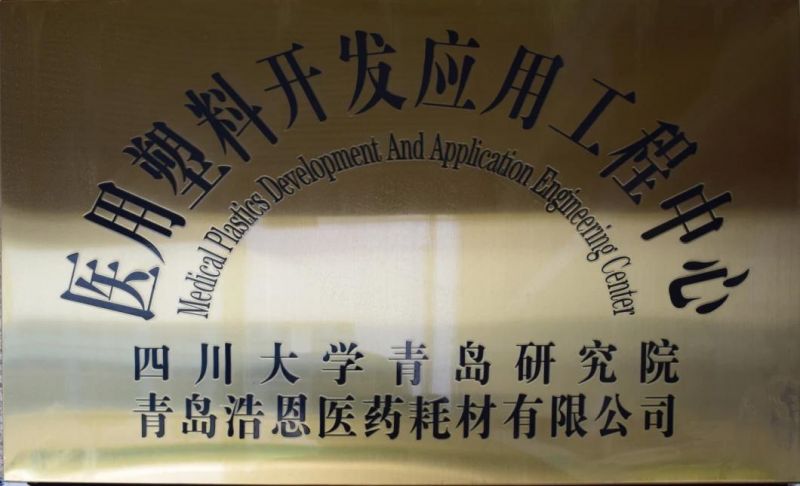 医用塑料开发应用工程中心
Medical Plastics Development And Application Engineering Center
四川大学青岛研究院
青岛浩恩医药耗材有限公司